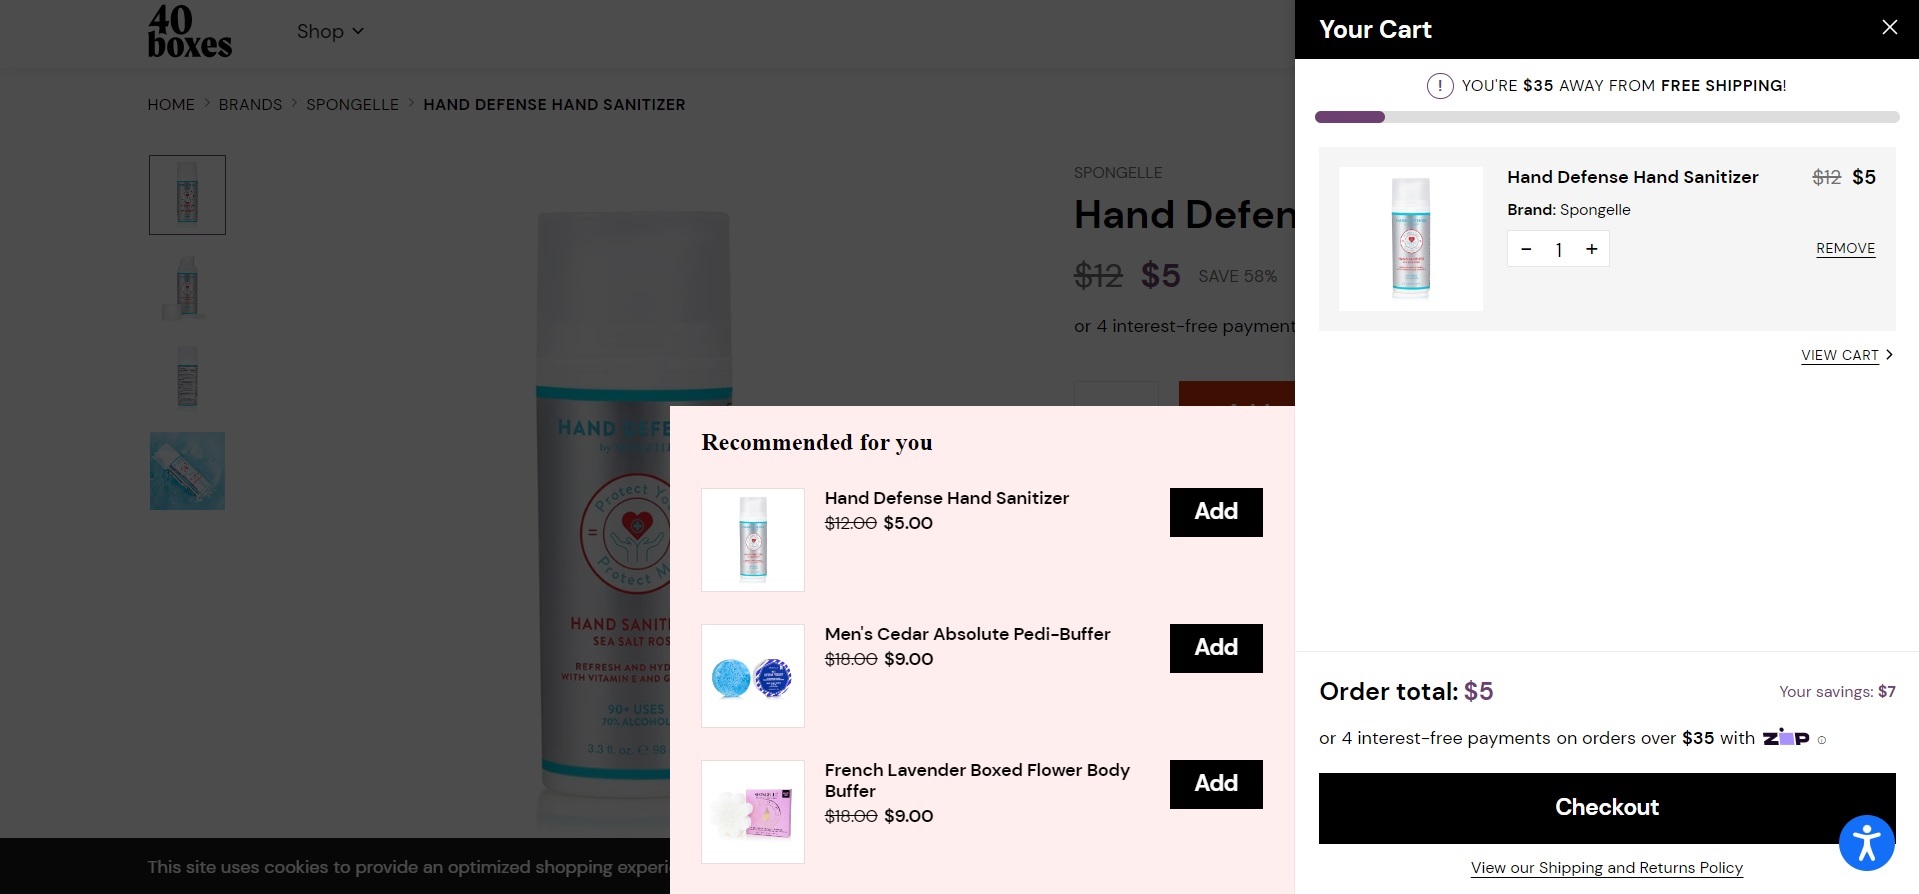 40
boxes
Shop
HOME > BRANDS > SPONGELLE > HAND DEFENSE HAND SANITIZER
SPONGELLE
Hand Defen
$12 $5 SAVE 58%
or 4 interest-free payment
HAND DEFE
Protect Yo
Protect M
HAND SANITI
SEA SALT ROS
REFRESH AND HYD
WITH VITAMIN E AND G
90+ USES
70% ALCOHOL
3.3 fl. oz. ℮ 98
This site uses cookies to provide an optimized shopping experi
Recommended for you
Hand Defense Hand Sanitizer
$12.00 $5.00
Add
Men's Cedar Absolute Pedi-Buffer
$18.00 $9.00
Add
French Lavender Boxed Flower Body
Buffer
$18.00 $9.00
Add
Your Cart
! YOU'RE $35 AWAY FROM FREE SHIPPING!
Hand Defense Hand Sanitizer $12 $5
Brand: Spongelle
- 1 + REMOVE
VIEW CART >
Order total: $5 Your savings: $7
or 4 interest-free payments on orders over $35 with ZIP
Checkout
View our Shipping and Returns Policy